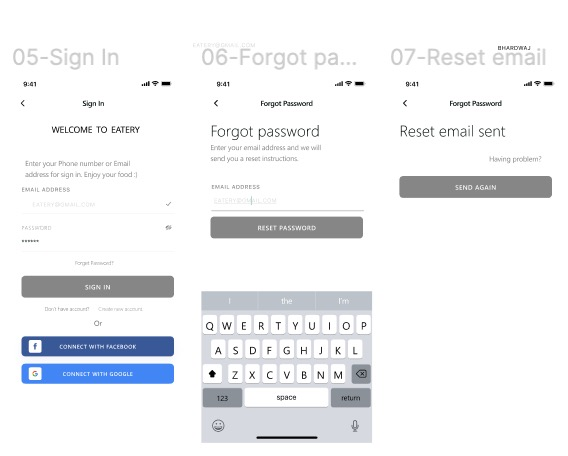 EATERY@GMAIL.COM
BHARDWAJ
05-Sign In
06-Forgot pa...
07-Reset email
9:41
Sign In
WELCOME TO EATERY
Enter your Phone number or Email
address for sign in. Enjoy your food :)
EMAIL ADDRESS
EATERY@GMAIL.COM
PASSWORD
••••••
Forget Password?
SIGN IN
Don't have account? Create new account.
Or
f CONNECT WITH FACEBOOK
G CONNECT WITH GOOGLE
9:41
Forgot Password
Forgot password
Enter your email address and we will
send you a reset instructions.
EMAIL ADDRESS
EATERY@GMAIL.COM
RESET PASSWORD
I the I'm
Q W E R T Y U I O P
A S D F G H J K L
Z X C V B N M
123 space return
9:41
Forgot Password
Reset email sent
Having problem?
SEND AGAIN